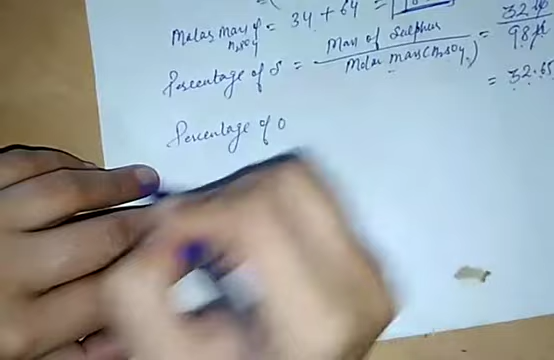 Molar Mass of H₂SO₄ = 34 + 64 =
Percentage of S = Mass of Sulphur / Molar mass (H₂SO₄) = 32 / 98
= 32.65
Percentage of O